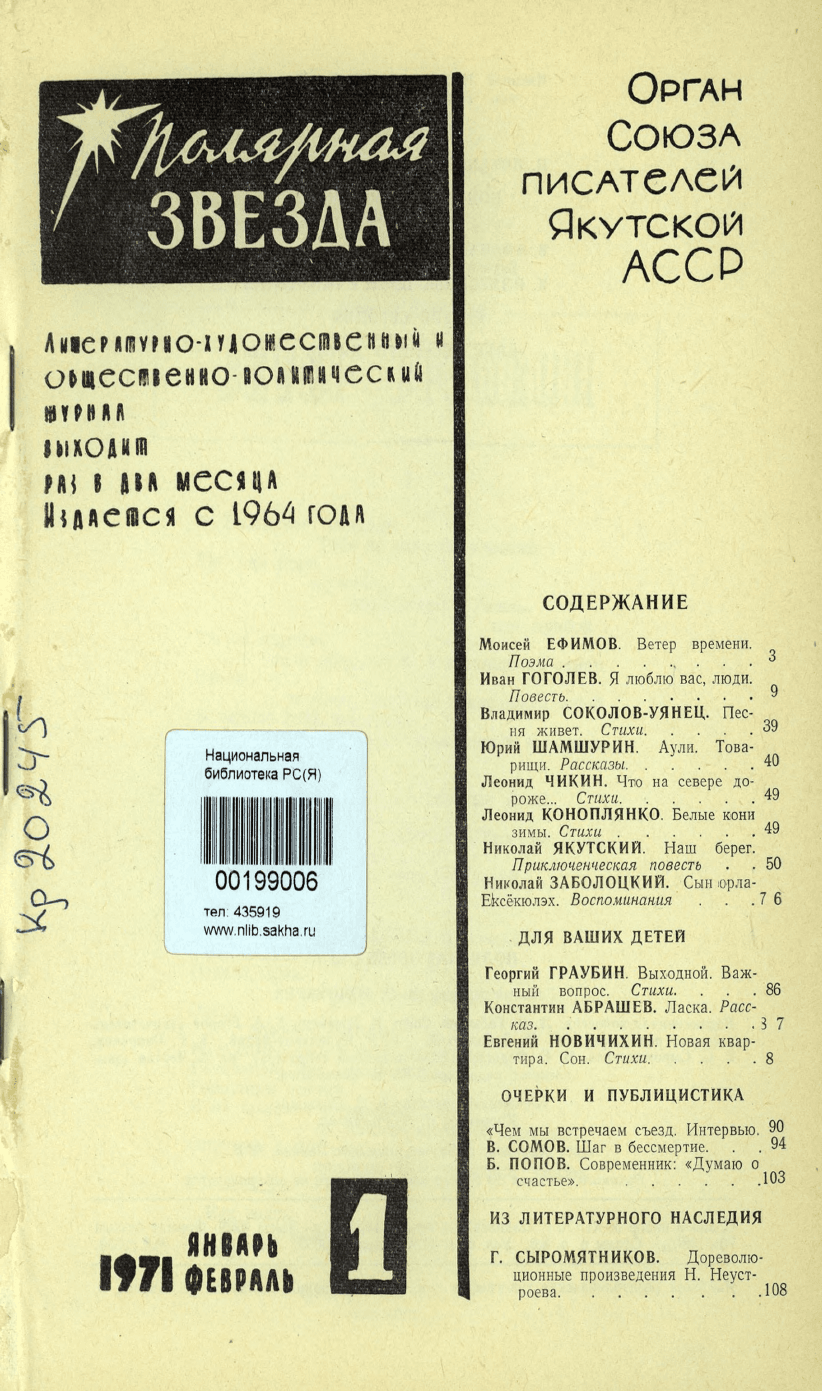 Полярная
ЗВЕЗДА
Литературно-художественный и
общественно-политический
журнал
выходит
раз в два месяца
Издается с 1964 года
Кр 20245
Национальная
библиотека РС(Я)
00199006
тел: 435919
www.nlib.sakha.ru
1971
ЯНВАРЬ
ФЕВРАЛЬ
1
Орган
Союза
писателей
Якутской
АССР
СОДЕРЖАНИЕ
Моисей ЕФИМОВ. Ветер времени.
Поэма . . . . ., . . . 3
Иван ГОГОЛЕВ. Я люблю вас, люди.
Повесть. . . . . . . . 9
Владимир СОКОЛОВ-УЯНЕЦ. Пес-
ня живет. Стихи. . . . . 39
Юрий ШАМШУРИН. Аули. Това-
рищи. Рассказы. . . . . . 40
Леонид ЧИКИН. Что на севере до-
роже... Стихи. . . . . . 49
Леонид КОНОПЛЯНКО. Белые кони
зимы. Стихи . . . . . . 49
Николай ЯКУТСКИЙ. Наш берег.
Приключенческая повесть . . 50
Николай ЗАБОЛОЦКИЙ. Сын орла-
Ексёкюлэх. Воспоминания . . . 7 6
ДЛЯ ВАШИХ ДЕТЕЙ
Георгий ГРАУБИН. Выходной. Важ-
ный вопрос. Стихи. . . . 86
Константин АБРАШЕВ. Ласка. Расс-
каз. . . . . . . . . 7
Евгений НОВИЧИХИН. Новая квар-
тира. Сон. Стихи. . . . . 8
ОЧЕРКИ И ПУБЛИЦИСТИКА
«Чем мы встречаем съезд. Интервью. 90
В. СОМОВ. Шаг в бессмертие. . . 94
Б. ПОПОВ. Современник: «Думаю о
счастье». . . . . . . 103
ИЗ ЛИТЕРАТУРНОГО НАСЛЕДИЯ
Г. СЫРОМЯТНИКОВ. Дореволю-
ционные произведения Н. Неуст-
роева. . . . . . . . 108